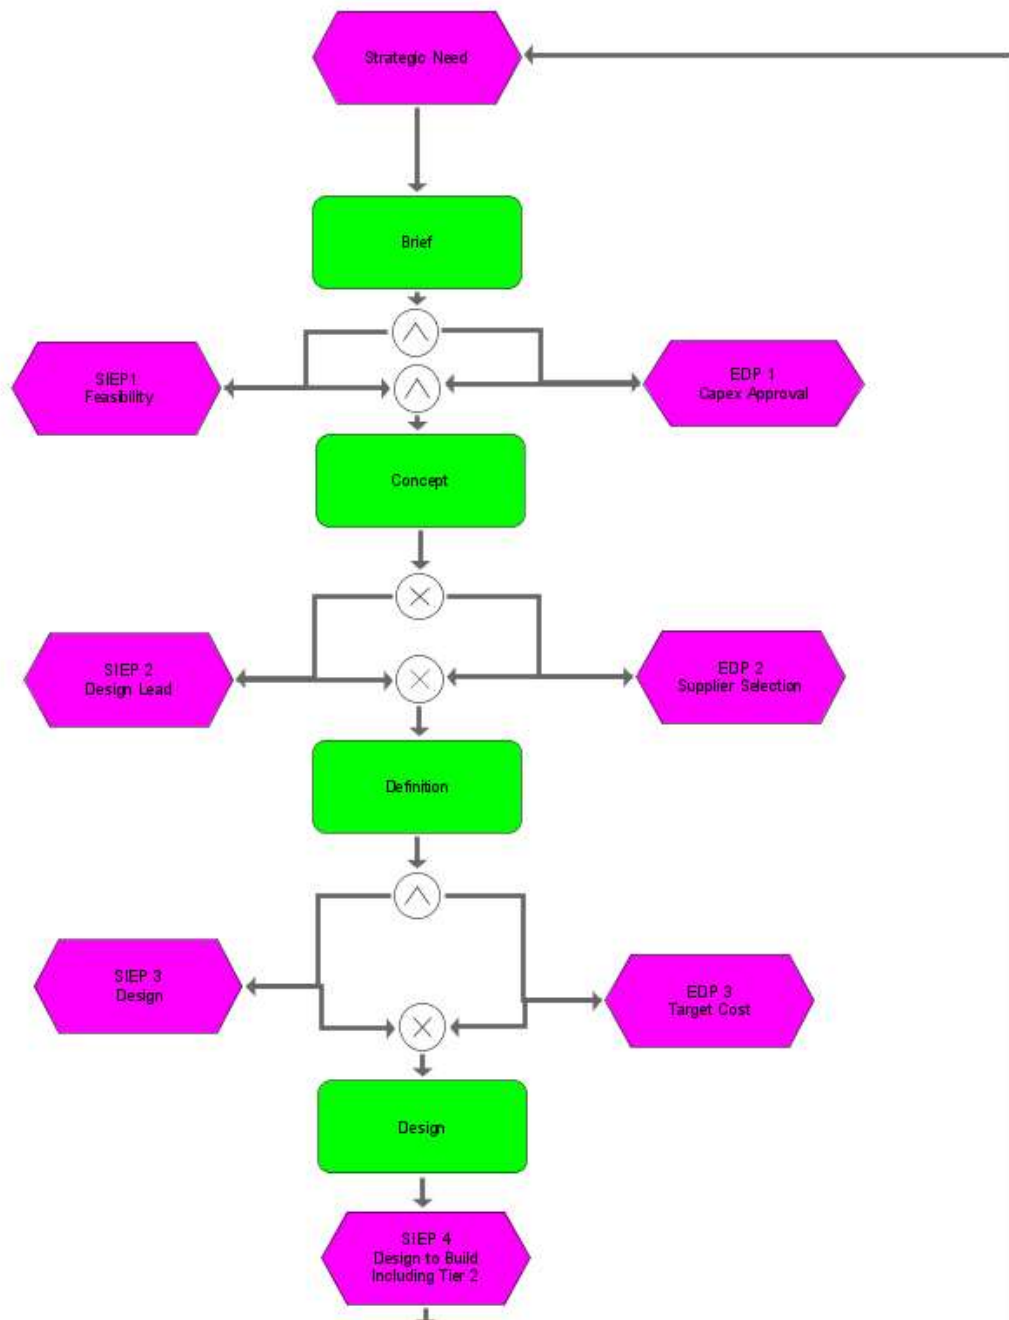 Strategic Need
Brief
SIEP1
Feasibility
EDP 1
Capex Approval
Concept
SIEP 2
Design Lead
EDP 2
Supplier Selection
Definition
SIEP 3
Design
EDP 3
Target Cost
Design
SIEP 4
Design to Build
Including Tier 2